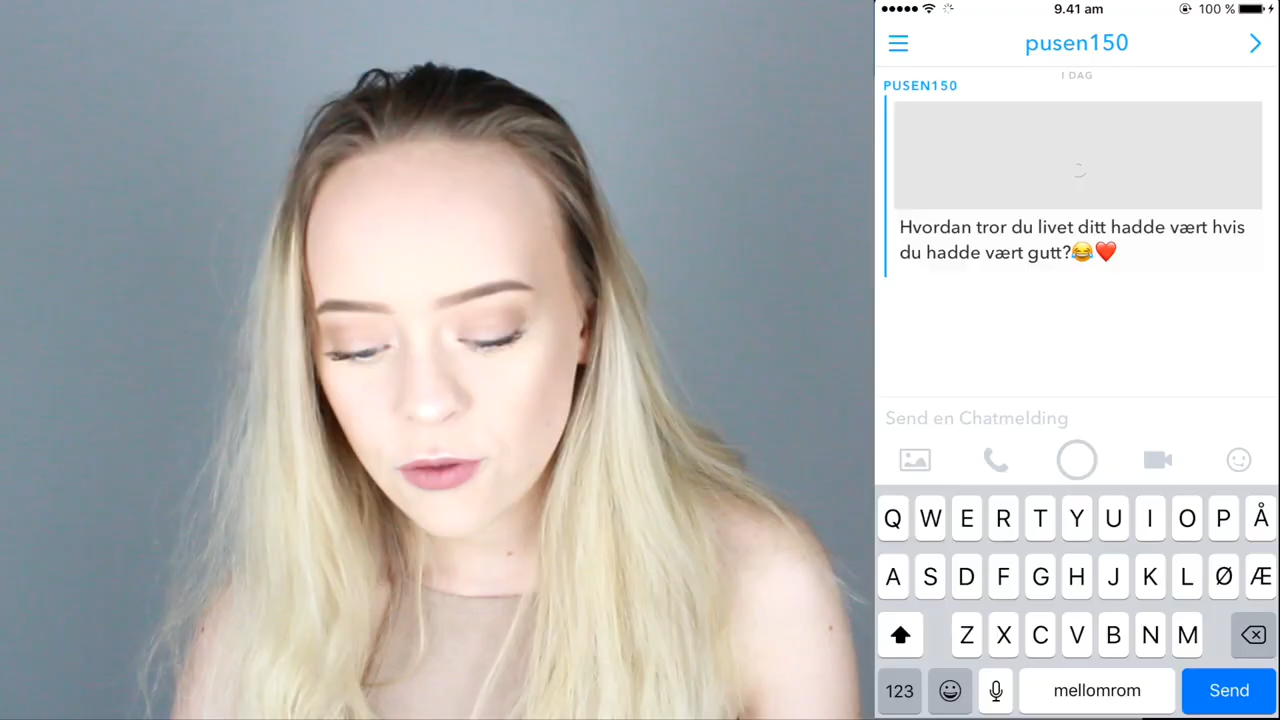 9.41 am
100 %
pusen150
I DAG
PUSEN150
Hvordan tror du livet ditt hadde vært hvis
du hadde vært gutt?😂❤️
Send en Chatmelding
Q W E R T Y U I O P Å
A S D F G H J K L Ø Æ
Z X C V B N M
123
mellomrom
Send